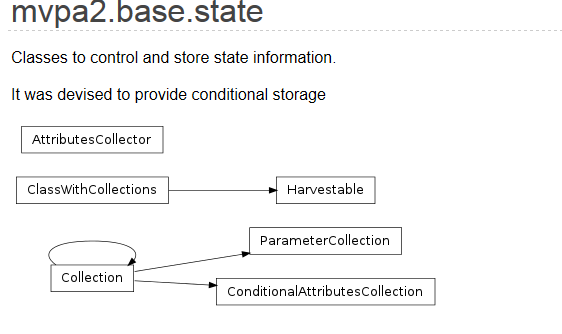 mvpa2.base.state
Classes to control and store state information.
It was devised to provide conditional storage
AttributesCollector
ClassWithCollections
Harvestable
ParameterCollection
Collection
ConditionalAttributesCollection